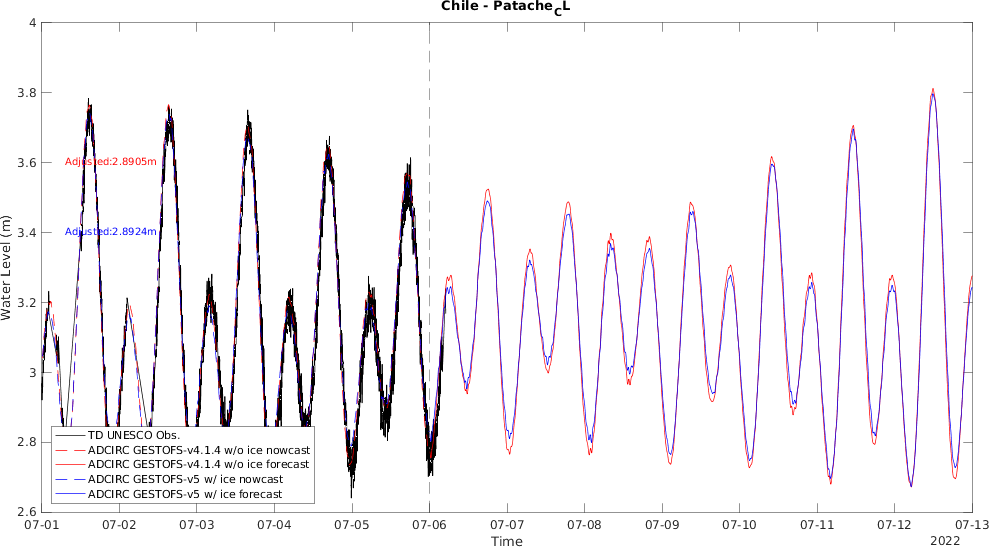 Chile - Patache_CL
4
3.8
3.6
3.4
3.2
3
2.8
2.6
Water Level (m)
Adjusted:2.8905m
Adjusted:2.8924m
TD UNESCO Obs.
ADCIRC GESTOFS-v4.1.4 w/o ice nowcast
ADCIRC GESTOFS-v4.1.4 w/o ice forecast
ADCIRC GESTOFS-v5 w/ ice nowcast
ADCIRC GESTOFS-v5 w/ ice forecast
07-01 07-02 07-03 07-04 07-05 07-06 07-07 07-08 07-09 07-10 07-11 07-12 07-13
Time
2022